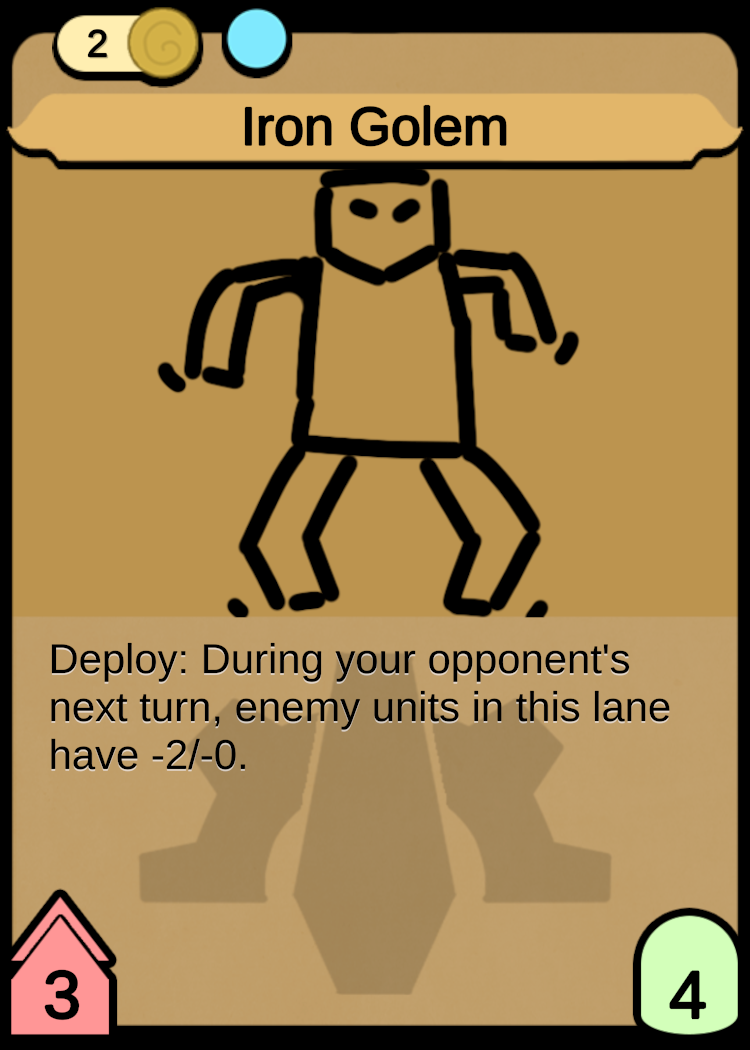 2
Iron Golem
Deploy: During your opponent's
next turn, enemy units in this lane
have -2/-0.
3
4